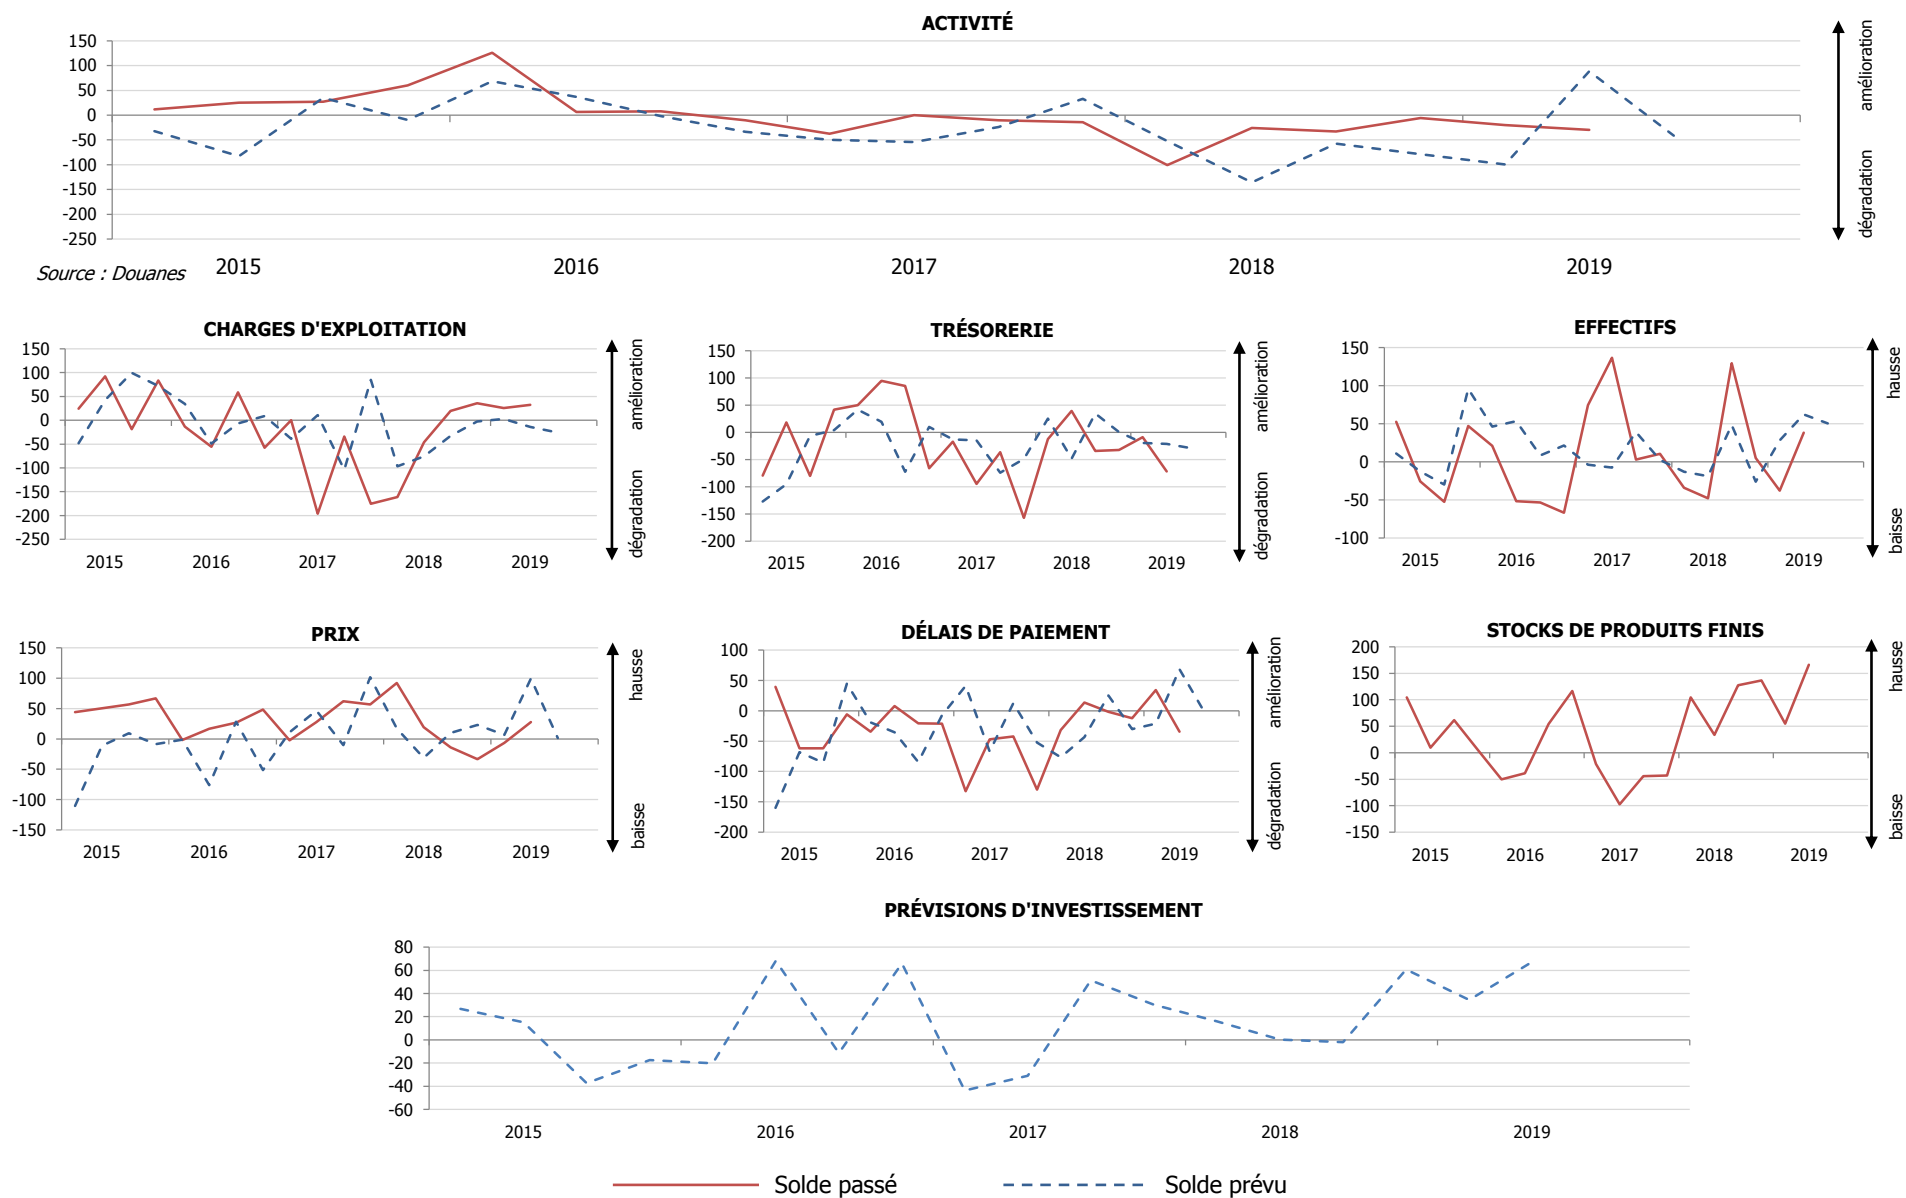 ACTIVITÉ
150
100
50
0
-50
-100
-150
-200
-250
amélioration
dégradation
2015 2016 2017 2018 2019
Source : Douanes
CHARGES D'EXPLOITATION
150
100
50
0
-50
-100
-150
-200
-250
2015 2016 2017 2018 2019
amélioration
dégradation
TRÉSORERIE
150
100
50
0
-50
-100
-150
-200
2015 2016 2017 2018 2019
amélioration
dégradation
EFFECTIFS
150
100
50
0
-50
-100
2015 2016 2017 2018 2019
hausse
baisse
PRIX
150
100
50
0
-50
-100
-150
2015 2016 2017 2018 2019
hausse
baisse
DÉLAIS DE PAIEMENT
100
50
0
-50
-100
-150
-200
2015 2016 2017 2018 2019
amélioration
dégradation
STOCKS DE PRODUITS FINIS
200
150
100
50
0
-50
-100
-150
2015 2016 2017 2018 2019
hausse
baisse
PRÉVISIONS D'INVESTISSEMENT
80
60
40
20
0
-20
-40
-60
2015 2016 2017 2018 2019
Solde passé Solde prévu